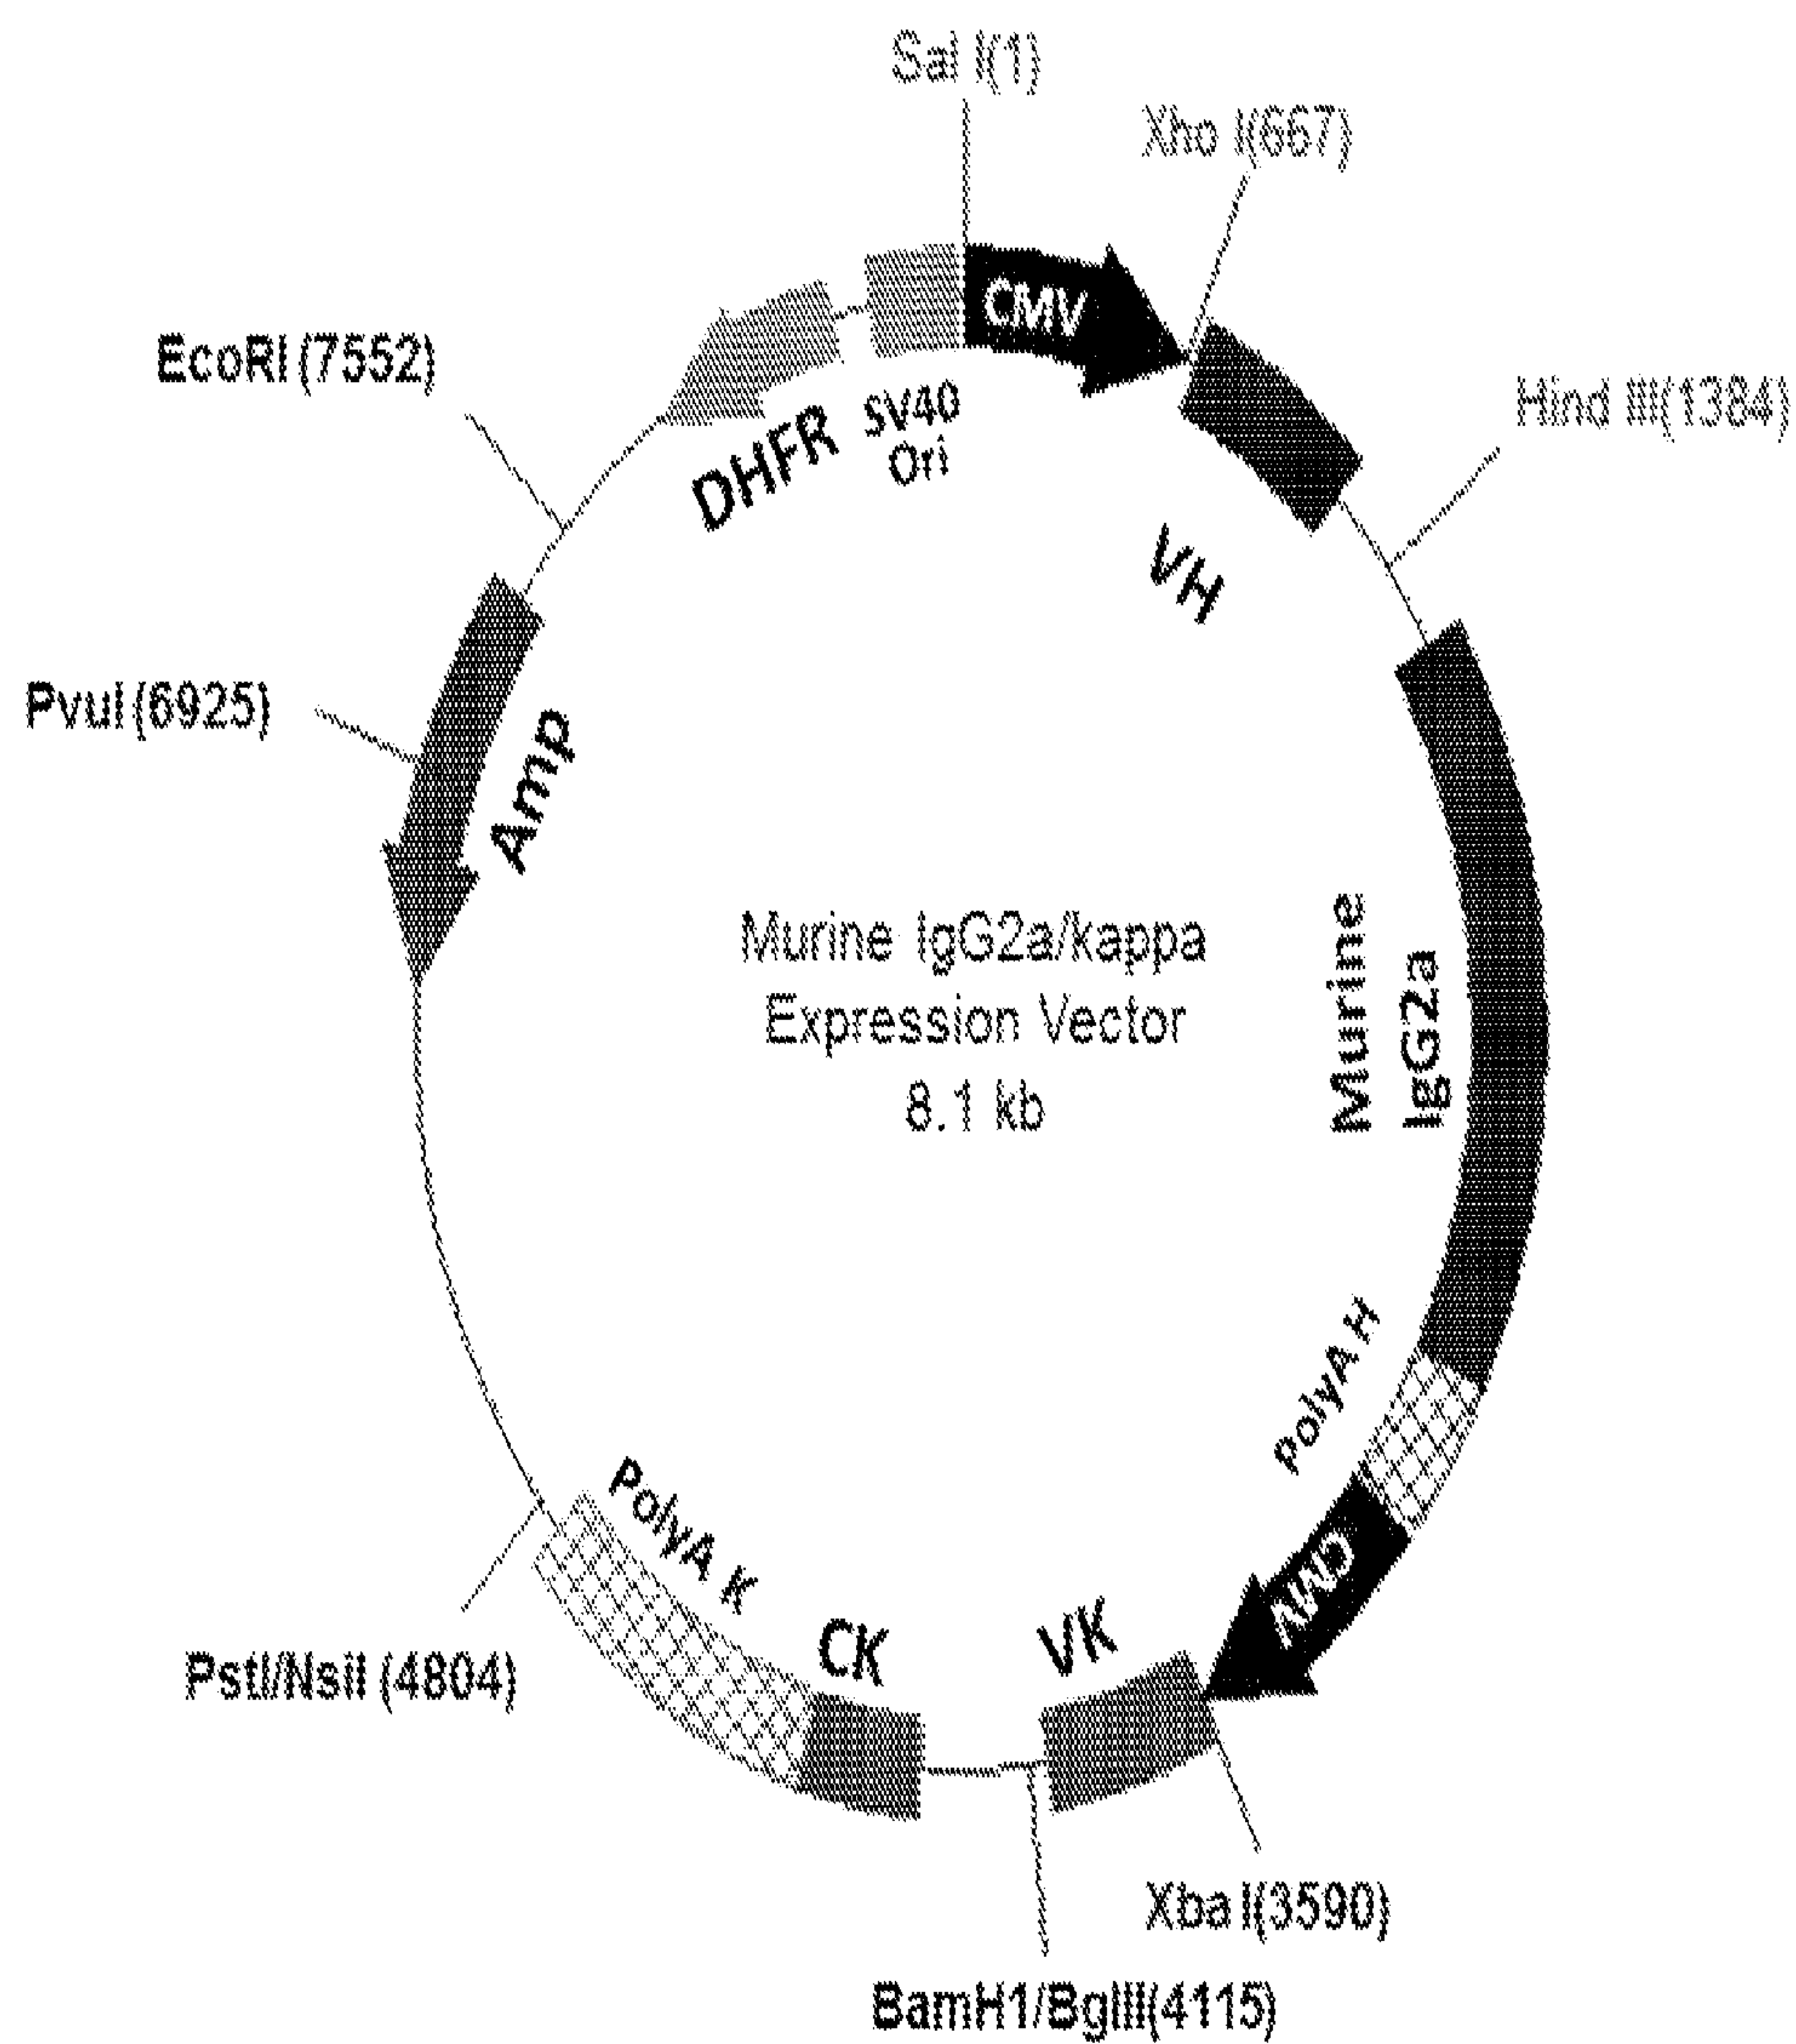 Sal I(1)
Xho I(667)
CMV
EcoRI (7552)
Hind III(1384)
DHFR
SV40
Ori
VH
PvuI (6925)
Amp
Murine IgG2a/kappa
Expression Vector
8.1 kb
Murine
IgG2a
PolyA H
CMV
PolyA K
CK
VK
PstI/NsiI (4804)
Xba I(3590)
BamH1/BglII(4115)